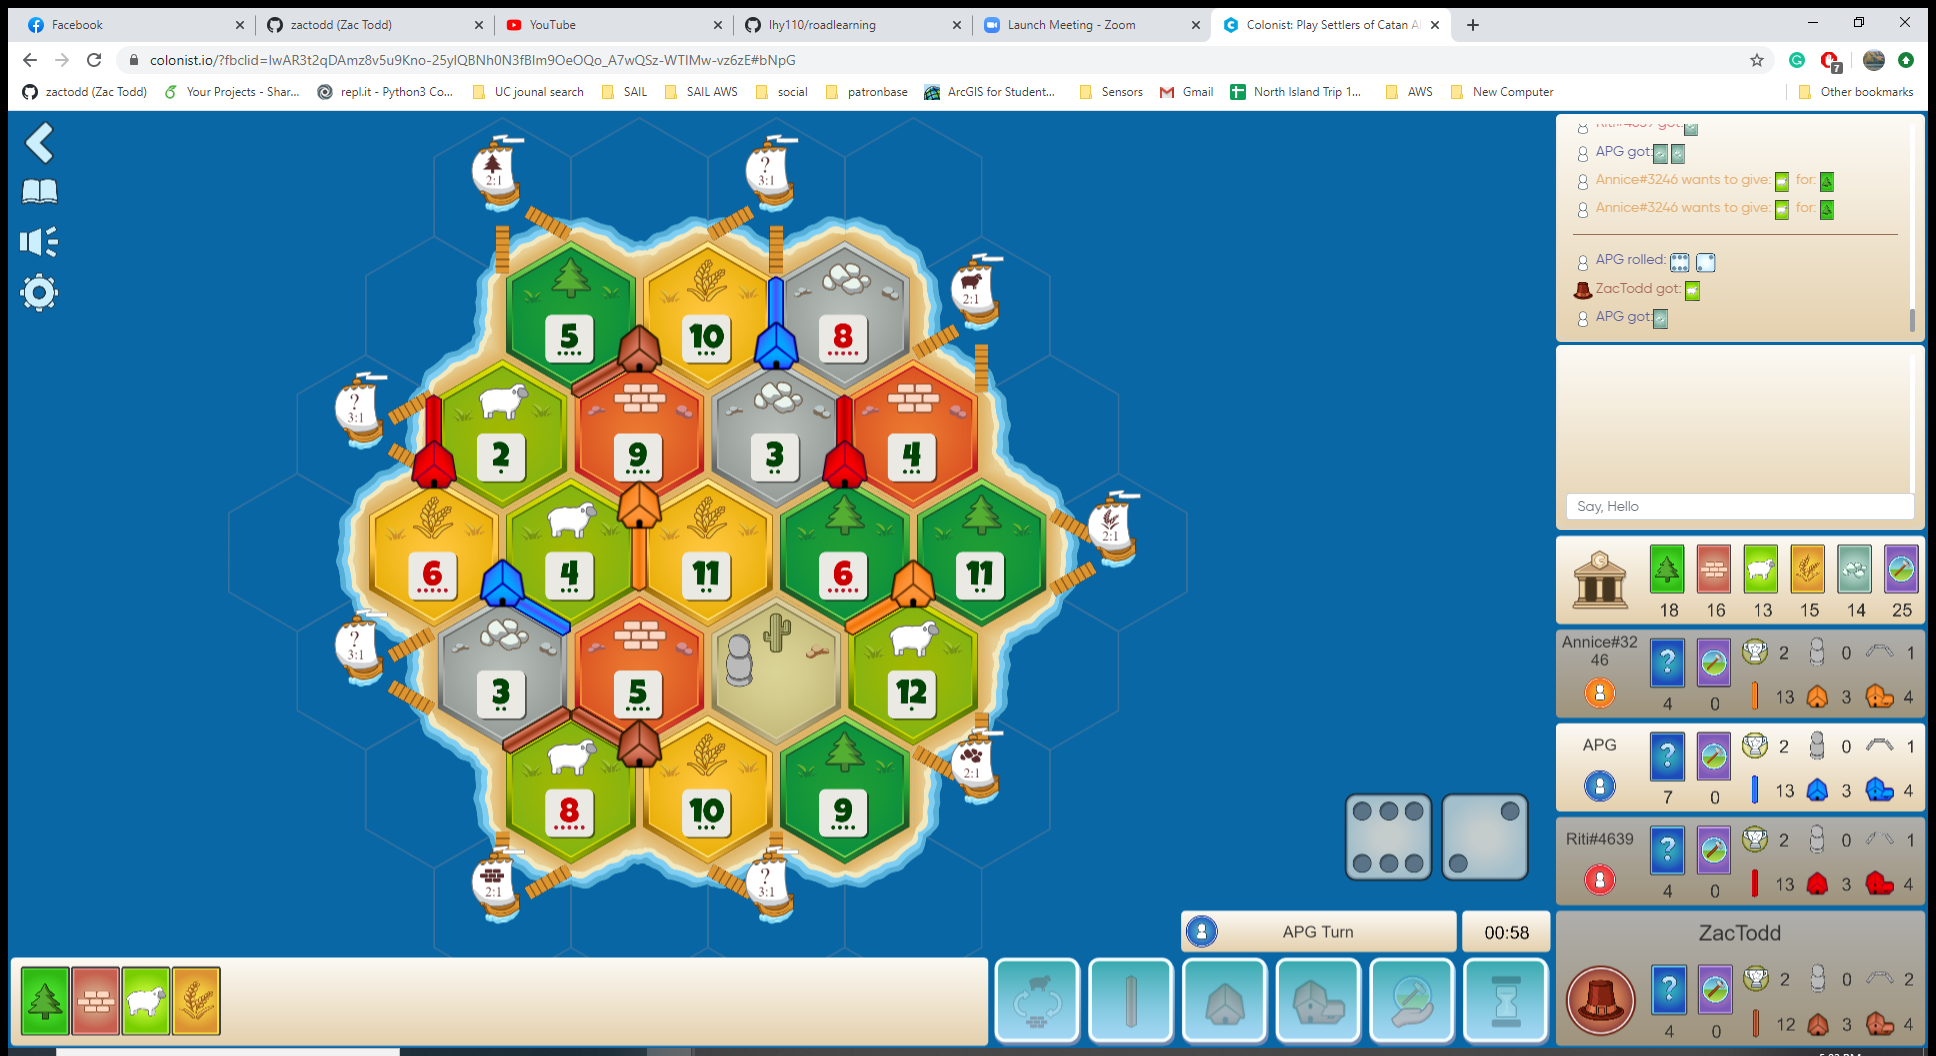 Facebook
zactodd (Zac Todd)
YouTube
lhy110/roadlearning
Launch Meeting - Zoom
Colonist: Play Settlers of Catan A
colonist.io/?fbclid=IwAR3t2qDAmz8v5u9Kno-25ylQBNh0N3fBlm9OeOQo_A7wQSz-WTlMw-vz6zE#bNpG
7
zactodd (Zac Todd)
Your Projects - Shar...
repl.it - Python3 Co...
UC jounal search
SAIL
SAIL AWS
social
patronbase
ArcGIS for Student...
Sensors
Gmail
North Island Trip 1...
AWS
New Computer
Other bookmarks
Riti#4639 got:
APG got:
Annice#3246 wants to give: for:
Annice#3246 wants to give: for:
APG rolled:
ZacTodd got:
APG got:
Say, Hello
18 16 13 15 14 25
Annice#32
46
2 0 1
4 0 13 3 4
APG
2 0 1
7 0 13 3 4
Riti#4639
2 0 1
4 0 13 3 4
ZacTodd
2 0 2
4 0 12 3 4
2:1
? 3:1
2:1
5 10 8
? 3:1
2 9 3 4
2:1
6 4 11 6 11
? 3:1
3 5 12
2:1
8 10 9
2:1
? 3:1
APG Turn
00:58